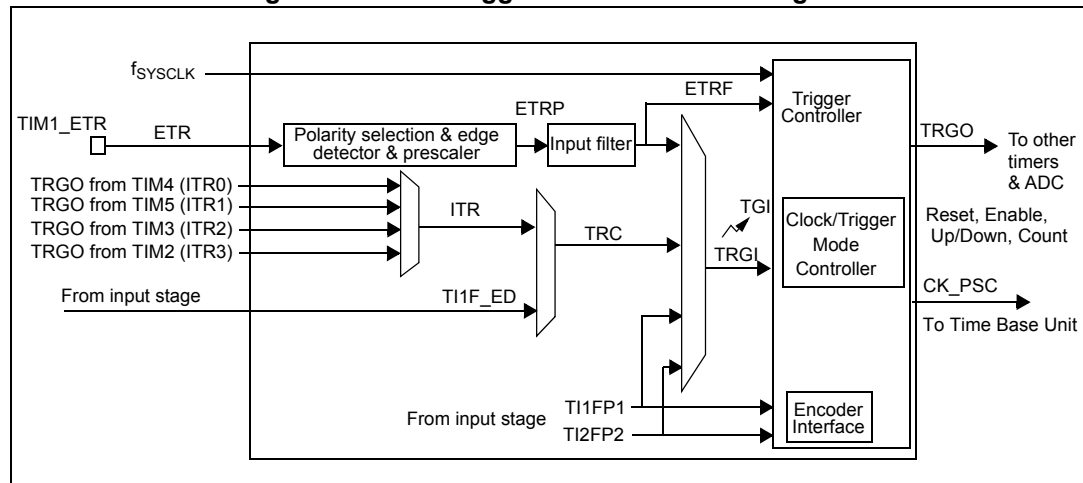 fSYSCLK
ETRF
Trigger
Controller
ETRP
TIM1_ETR
ETR
Polarity selection & edge
detector & prescaler
Input filter
TRGO
To other
timers
& ADC
TRGO from TIM4 (ITR0)
TRGO from TIM5 (ITR1)
TRGO from TIM3 (ITR2)
TRGO from TIM2 (ITR3)
ITR
TRC
TGI
TRGI
Clock/Trigger
Mode
Controller
Reset, Enable,
Up/Down, Count
From input stage
TI1F_ED
CK_PSC
To Time Base Unit
From input stage
TI1FP1
TI2FP2
Encoder
Interface